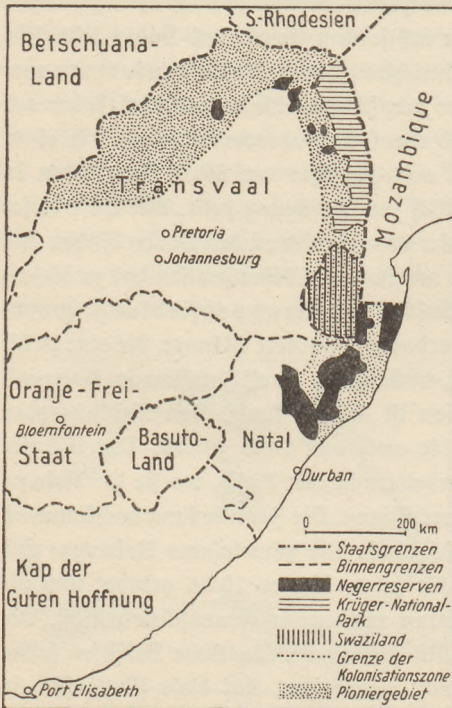 S.-Rhodesien
Betschuana-
Land
Mozambique
Transvaal
Pretoria
Johannesburg
Oranje-Frei-
Bloemfontein
Staat
Basuto-
Land
Natal
Durban
0 200 km
Kap der
Guten Hoffnung
Staatsgrenzen
Binnengrenzen
Negerreserven
Krüger-National-
Park
Swaziland
Grenze der
Kolonisationszone
Pioniergebiet
Port Elisabeth